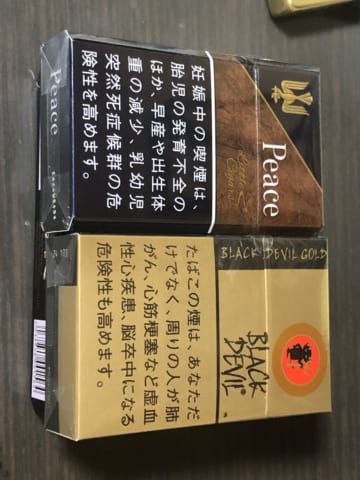 Peace
Little Cigar
妊娠中の喫煙は、
胎児の発育不全の
ほか、早産や出生体
重の減少、乳幼児
突然死症候群の危
険性を高めます。
Peace
BLACK DEVIL GOLD
BLACK
DEVIL
たばこの煙は、あなただ
けでなく、周りの人が肺
がん、心筋梗塞など虚血
性心疾患、脳卒中になる
危険性も高めます。